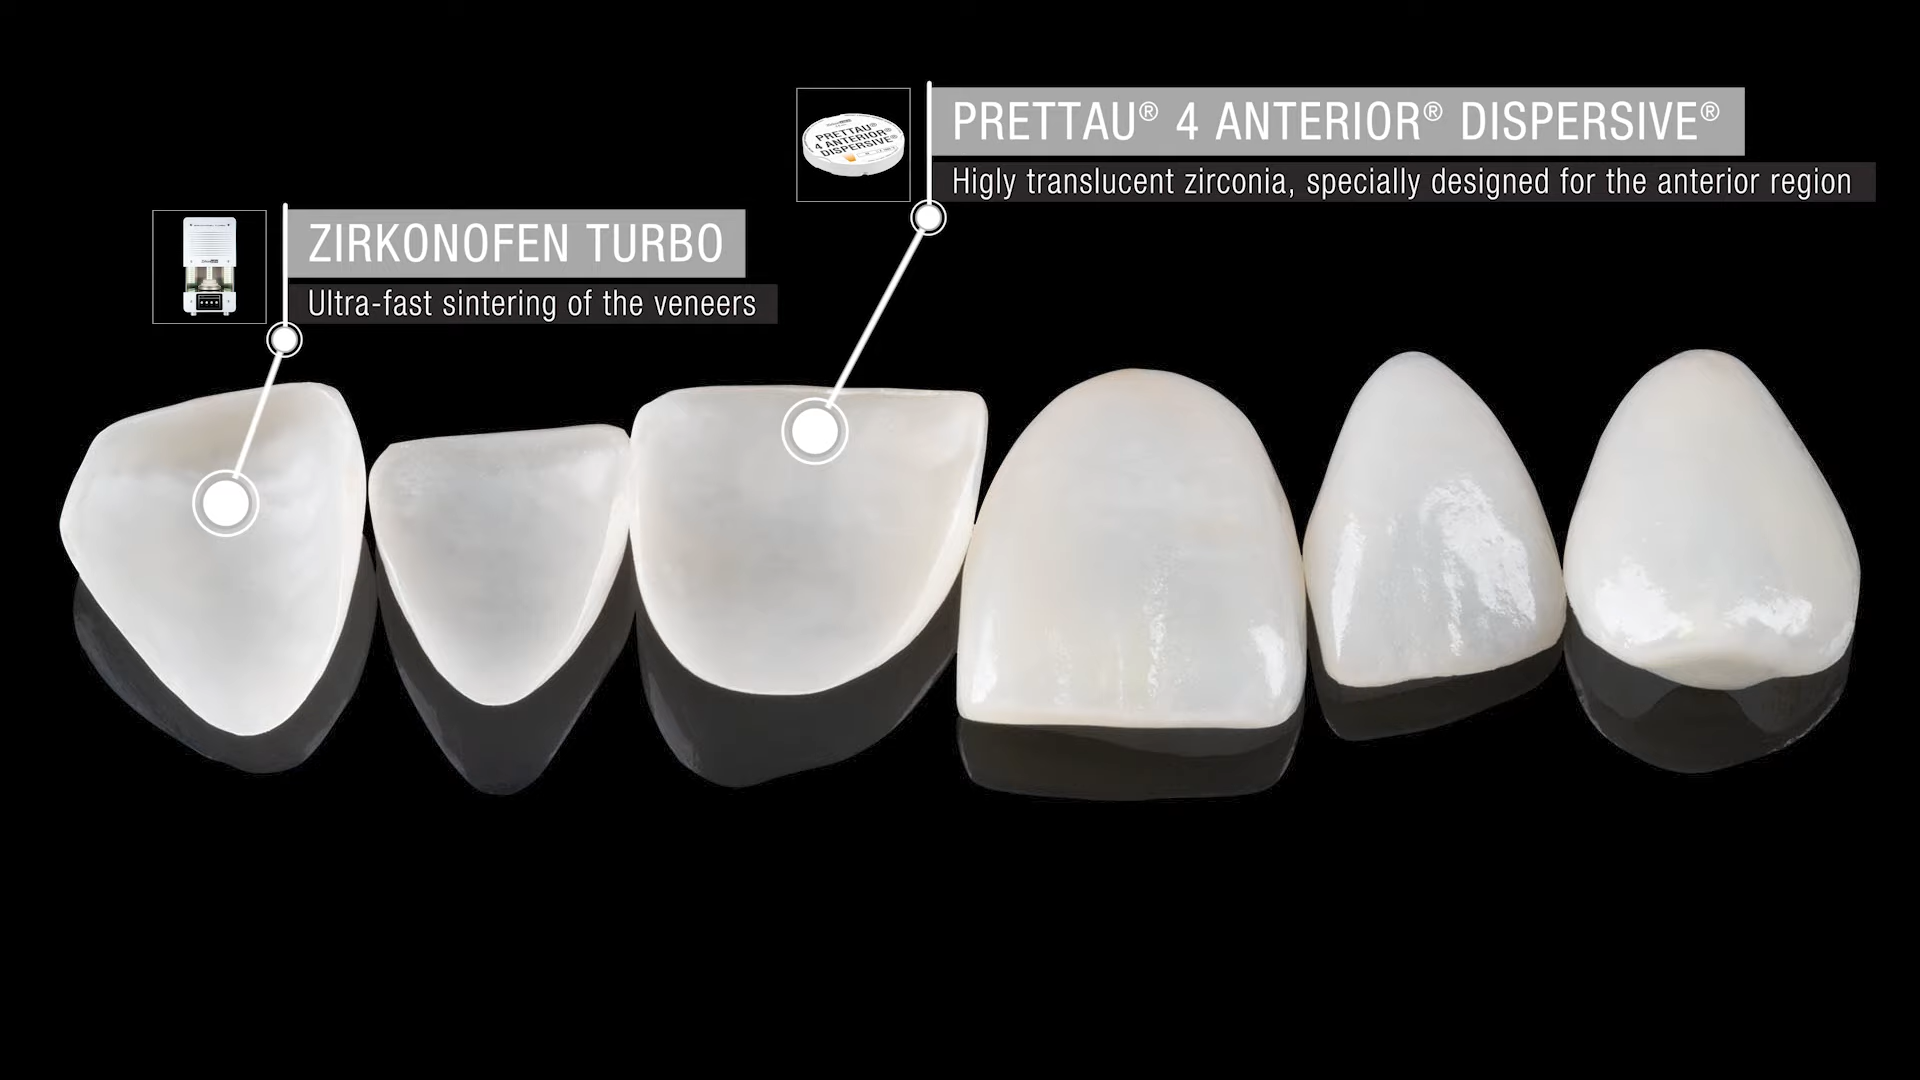 PRETTAU® 4 ANTERIOR® DISPERSIVE®
Higly translucent zirconia, specially designed for the anterior region
PRETTAU®
4 ANTERIOR®
DISPERSIVE®
ZIRKONOFEN TURBO
Ultra-fast sintering of the veneers